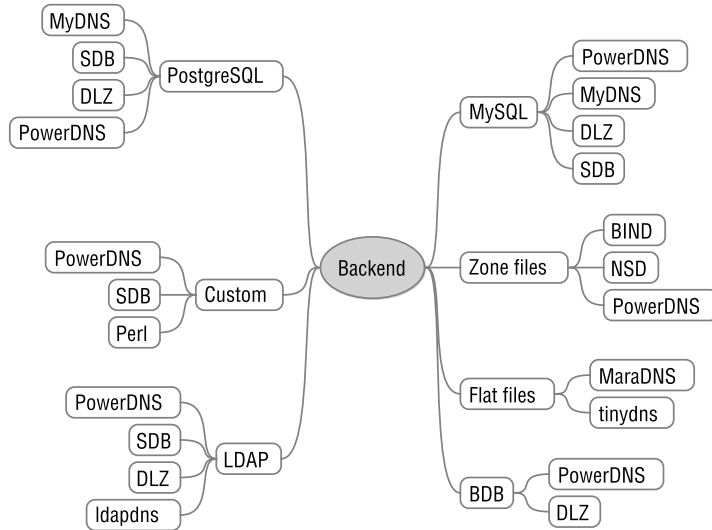 MyDNS
SDB
DLZ
PowerDNS
PostgreSQL
PowerDNS
SDB
Perl
Custom
PowerDNS
SDB
DLZ
ldapdns
LDAP
Backend
MySQL
PowerDNS
MyDNS
DLZ
SDB
Zone files
BIND
NSD
PowerDNS
Flat files
MaraDNS
tinydns
BDB
PowerDNS
DLZ